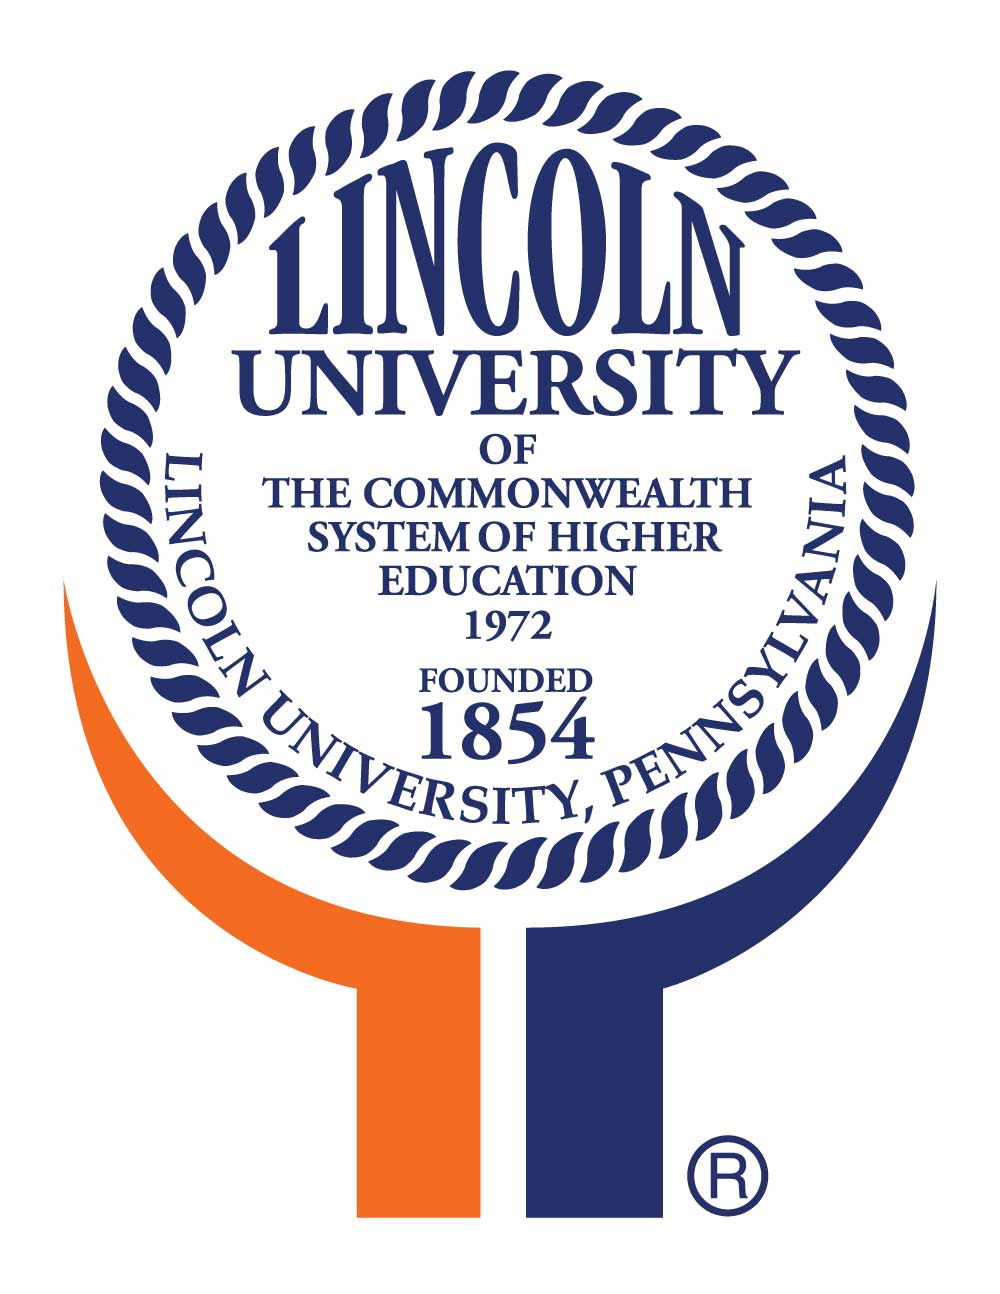 LINCOLN
UNIVERSITY
OF
THE COMMONWEALTH
SYSTEM OF HIGHER
EDUCATION
1972
FOUNDED
1854
LINCOLN UNIVERSITY, PENNSYLVANIA
®